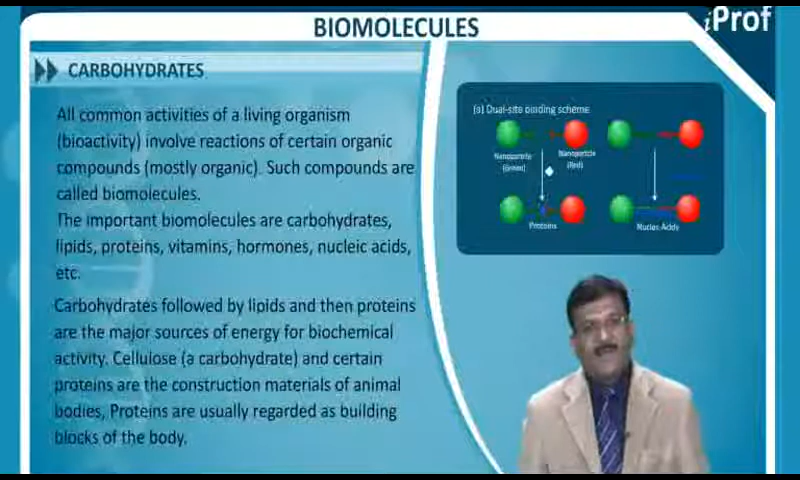 BIOMOLECULES
iProf
CARBOHYDRATES
All common activities of a living organism
(bioactivity) involve reactions of certain organic
compounds (mostly organic). Such compounds are
called biomolecules.
The important biomolecules are carbohydrates,
lipids, proteins, vitamins, hormones, nucleic acids,
etc.
Carbohydrates followed by lipids and then proteins
are the major sources of energy for biochemical
activity. Cellulose (a carbohydrate) and certain
proteins are the construction materials of animal
bodies, Proteins are usually regarded as building
blocks of the body.
(a) Dual-site binding scheme
Nanoparticle
(Green)
Nanoparticle
(Red)
Proteins